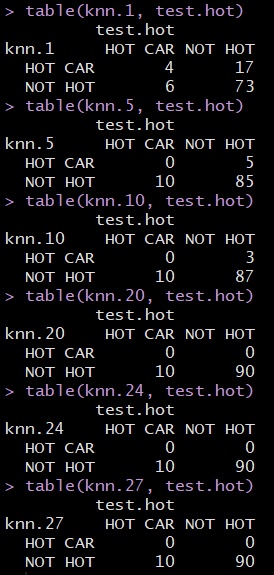 > table(knn.1, test.hot)
         test.hot
knn.1     HOT CAR NOT HOT
  HOT CAR       4      17
  NOT HOT       6      73
> table(knn.5, test.hot)
         test.hot
knn.5     HOT CAR NOT HOT
  HOT CAR       0       5
  NOT HOT      10      85
> table(knn.10, test.hot)
         test.hot
knn.10    HOT CAR NOT HOT
  HOT CAR       0       3
  NOT HOT      10      87
> table(knn.20, test.hot)
         test.hot
knn.20    HOT CAR NOT HOT
  HOT CAR       0       0
  NOT HOT      10      90
> table(knn.24, test.hot)
         test.hot
knn.24    HOT CAR NOT HOT
  HOT CAR       0       0
  NOT HOT      10      90
> table(knn.27, test.hot)
         test.hot
knn.27    HOT CAR NOT HOT
  HOT CAR       0       0
  NOT HOT      10      90